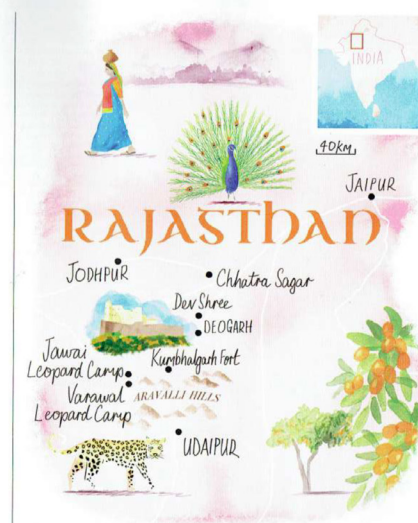 INDIA
40KM
JAIPUR
RAJASTHAN
JODHPUR
Chhatra Sagar
Dev Shree
DEOGARH
Jawai
Leopard Camp
Kumbhalgarh Fort
Varawal
Leopard Camp
ARAVALLI HILLS
UDAIPUR